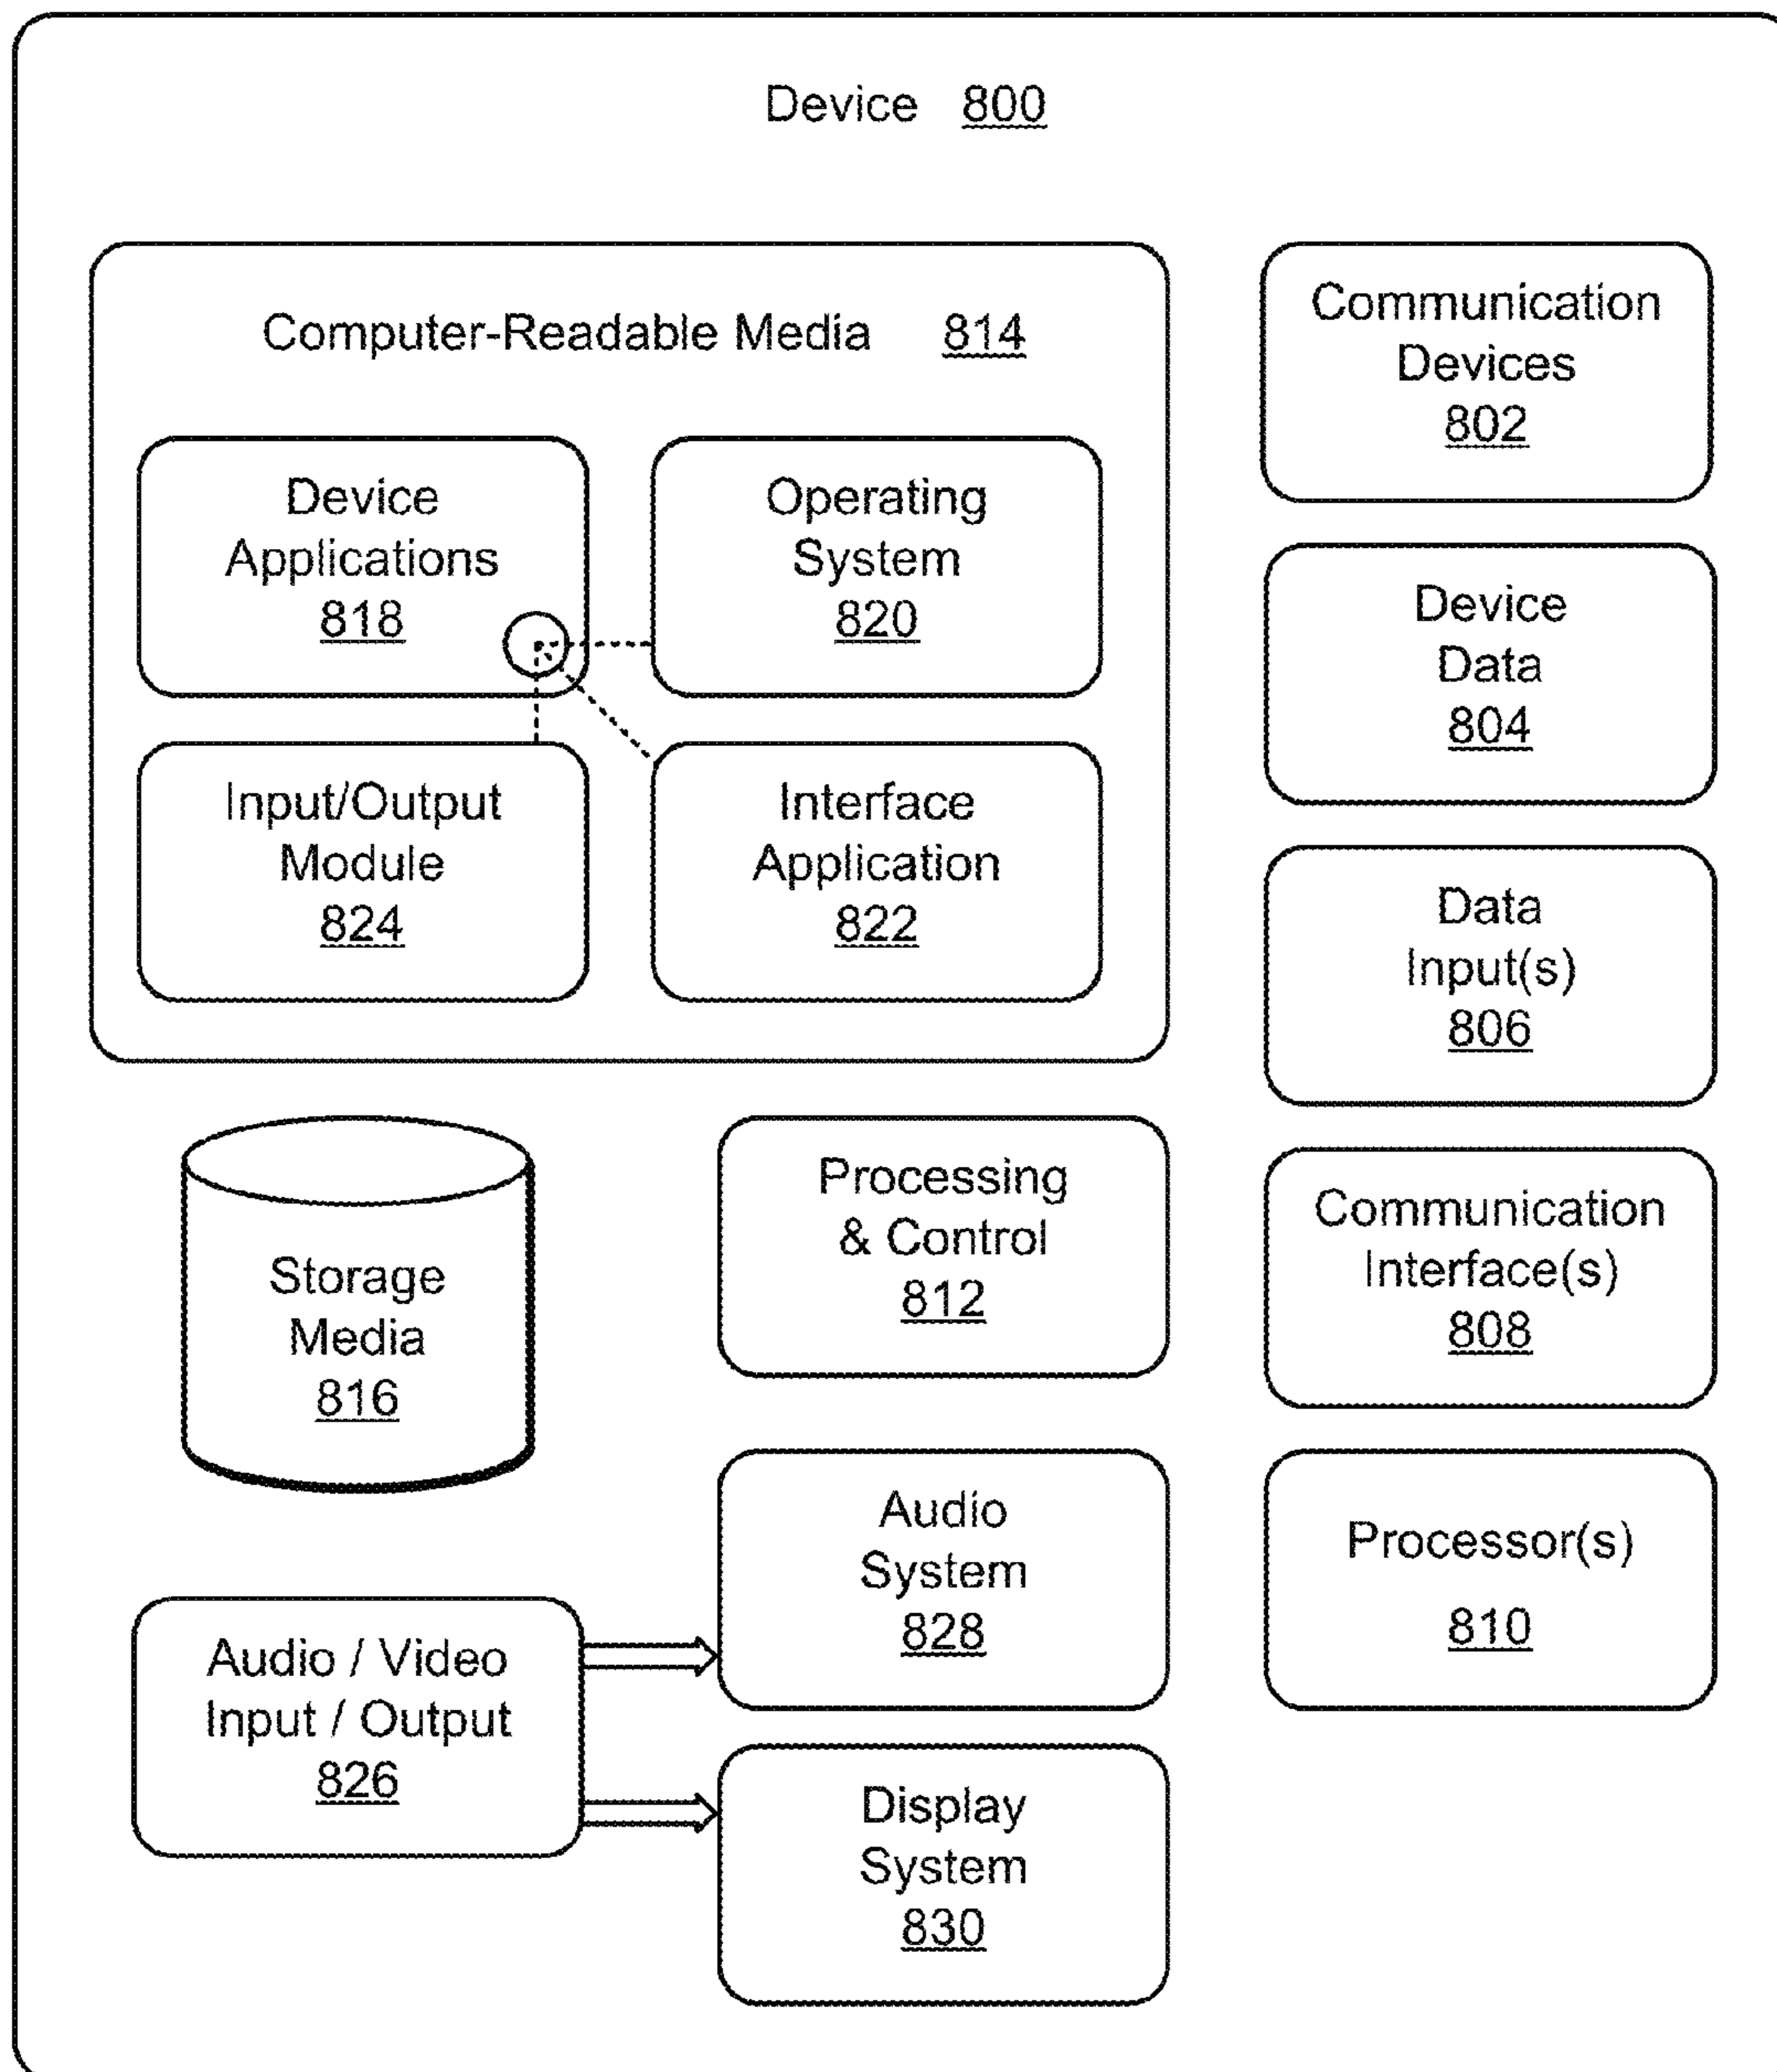 Device 800
Computer-Readable Media 814
Device
Applications
818
Operating
System
820
Input/Output
Module
824
Interface
Application
822
Communication
Devices
802
Device
Data
804
Data
Input(s)
806
Communication
Interface(s)
808
Processor(s)
810
Storage
Media
816
Processing
& Control
812
Audio / Video
Input / Output
826
Audio
System
828
Display
System
830